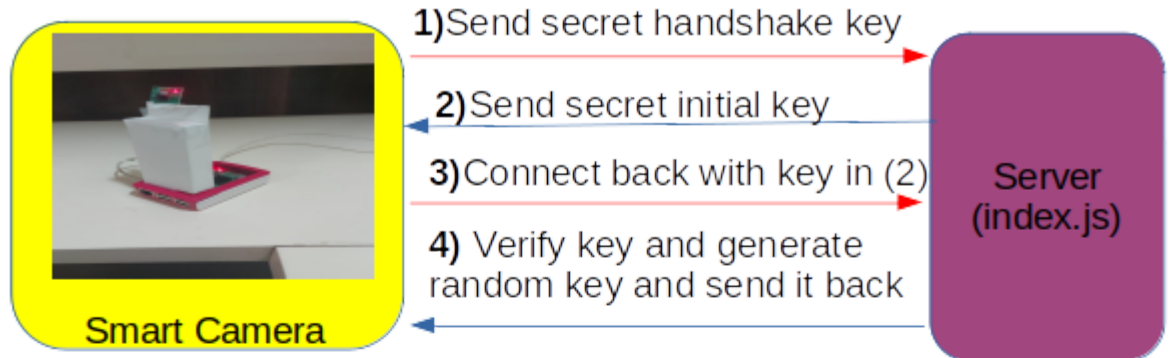 1)Send secret handshake key
2)Send secret initial key
3)Connect back with key in (2)
4) Verify key and generate
random key and send it back
Smart Camera
Server
(index.js)